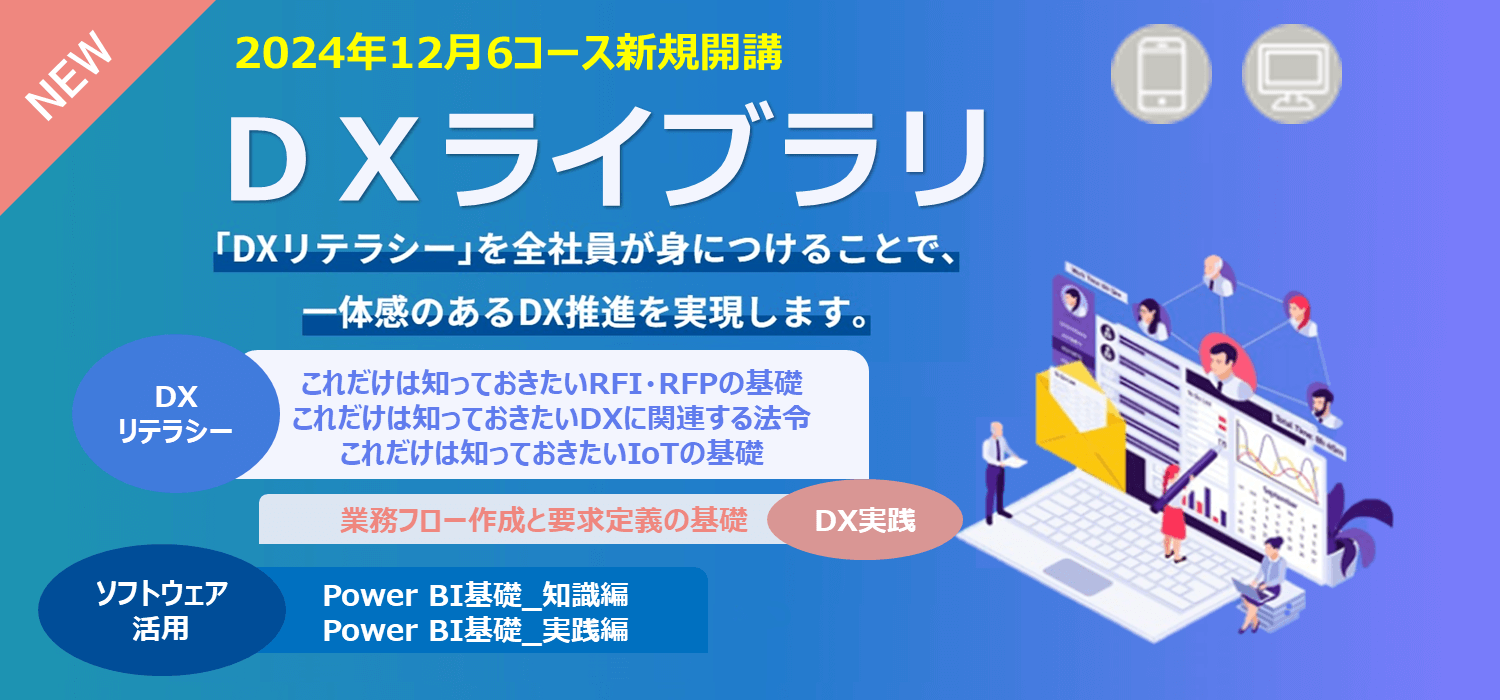 NEW
2024年12月6コース新規開講
ＤＸライブラリ
「DXリテラシー」を全社員が身につけることで、
一体感のあるDX推進を実現します。
DX
リテラシー
これだけは知っておきたいRFI・RFPの基礎
これだけは知っておきたいDXに関連する法令
これだけは知っておきたいIoTの基礎
業務フロー作成と要求定義の基礎
DX実践
ソフトウェア
活用
Power BI基礎_知識編
Power BI基礎_実践編
September